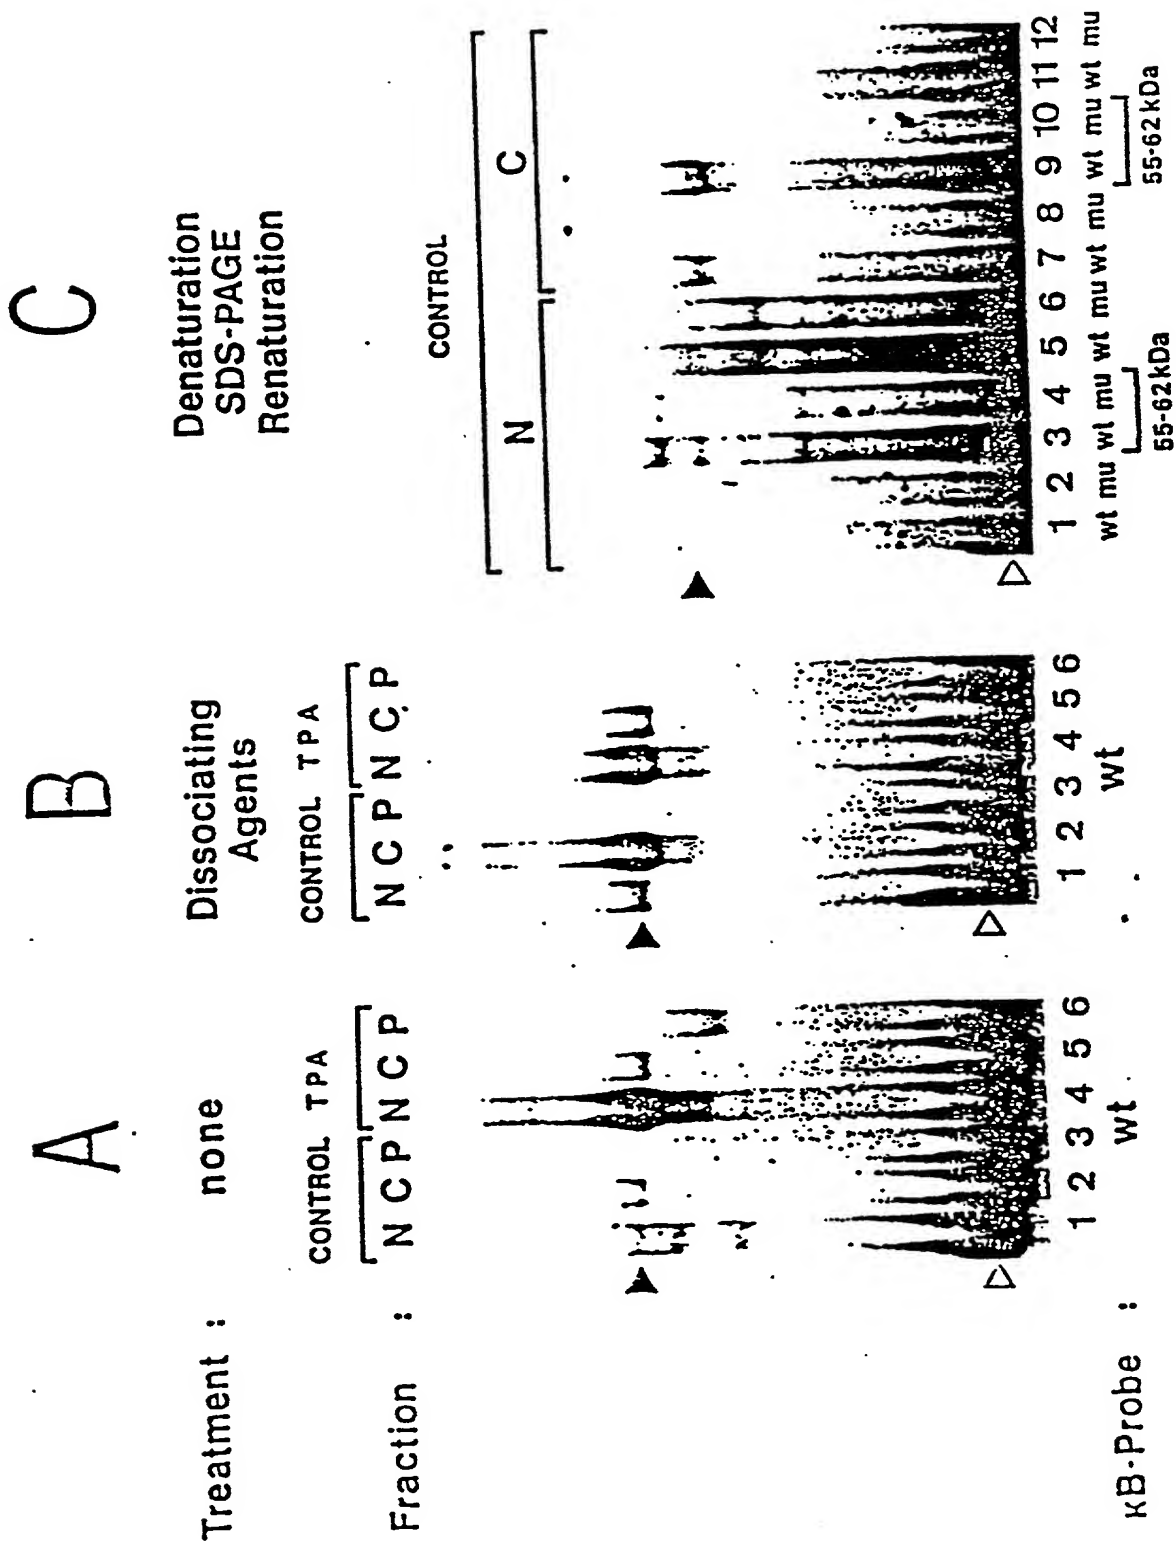 A B C
Treatment : none
Dissociating
Agents
Denaturation
SDS-PAGE
Renaturation
CONTROL TPA
CONTROL TPA
CONTROL
Fraction :
N C P N C P
N C P N C P
N C
1 2 3 4 5 6
1 2 3 4 5 6
1 2 3 4 5 6 7 8 9 10 11 12
κB-Probe :
wt
wt
wt mu wt mu wt mu wt mu wt mu wt mu
55-62kDa
55-62kDa